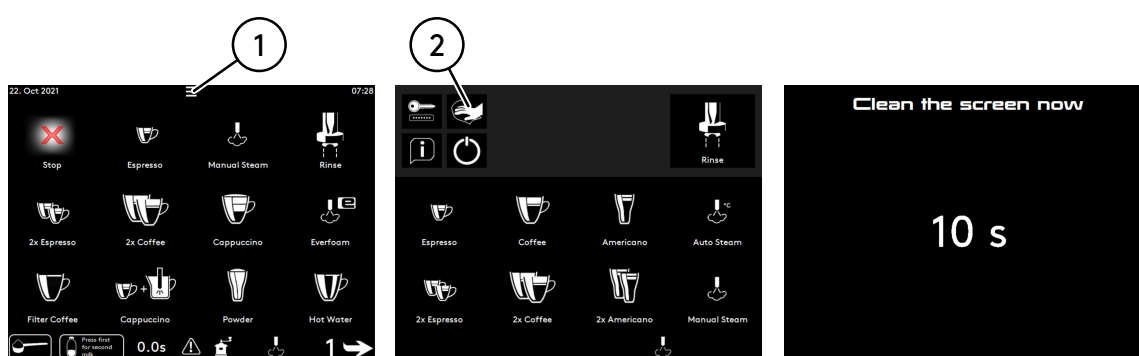 1
2
22. Oct 2021
07:28
Stop
Espresso
Manual Steam
Rinse
2x Espresso
2x Coffee
Cappuccino
Everfoam
Filter Coffee
Cappuccino
Powder
Hot Water
Press first
for second
milk
0.0s
1
i
Rinse
°C
Espresso
Coffee
Americano
Auto Steam
2x Espresso
2x Coffee
2x Americano
Manual Steam
Clean the screen now
10 s